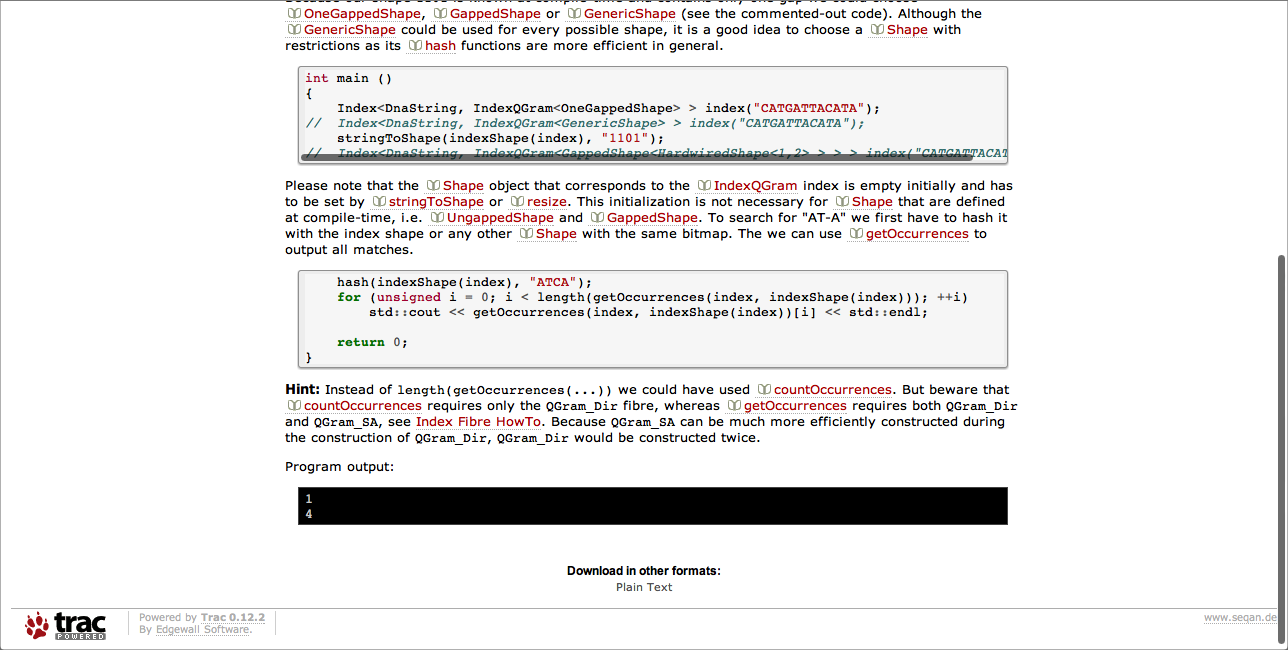 OneGappedShape, GappedShape or GenericShape (see the commented-out code). Although the
GenericShape could be used for every possible shape, it is a good idea to choose a Shape with
restrictions as its hash functions are more efficient in general.
int main ()
{
    Index<DnaString, IndexQGram<OneGappedShape> > index("CATGATTACATA");
//  Index<DnaString, IndexQGram<GenericShape> > index("CATGATTACATA");
    stringToShape(indexShape(index), "1101");
//  Index<DnaString, IndexQGram<GappedShape<HardwiredShape<1,2> > > > index("CATGATTACAT
Please note that the Shape object that corresponds to the IndexQGram index is empty initially and has
to be set by stringToShape or resize. This initialization is not necessary for Shape that are defined
at compile-time, i.e. UngappedShape and GappedShape. To search for "AT-A" we first have to hash it
with the index shape or any other Shape with the same bitmap. The we can use getOccurrences to
output all matches.
    hash(indexShape(index), "ATCA");
    for (unsigned i = 0; i < length(getOccurrences(index, indexShape(index))); ++i)
        std::cout << getOccurrences(index, indexShape(index))[i] << std::endl;
    return 0;
}
Hint: Instead of length(getOccurrences(...)) we could have used countOccurrences. But beware that
countOccurrences requires only the QGram_Dir fibre, whereas getOccurrences requires both QGram_Dir
and QGram_SA, see Index Fibre HowTo. Because QGram_SA can be much more efficiently constructed during
the construction of QGram_Dir, QGram_Dir would be constructed twice.
Program output:
1
4
Download in other formats:
Plain Text
trac
POWERED
Powered by Trac 0.12.2
By Edgewall Software.
www.seqan.de